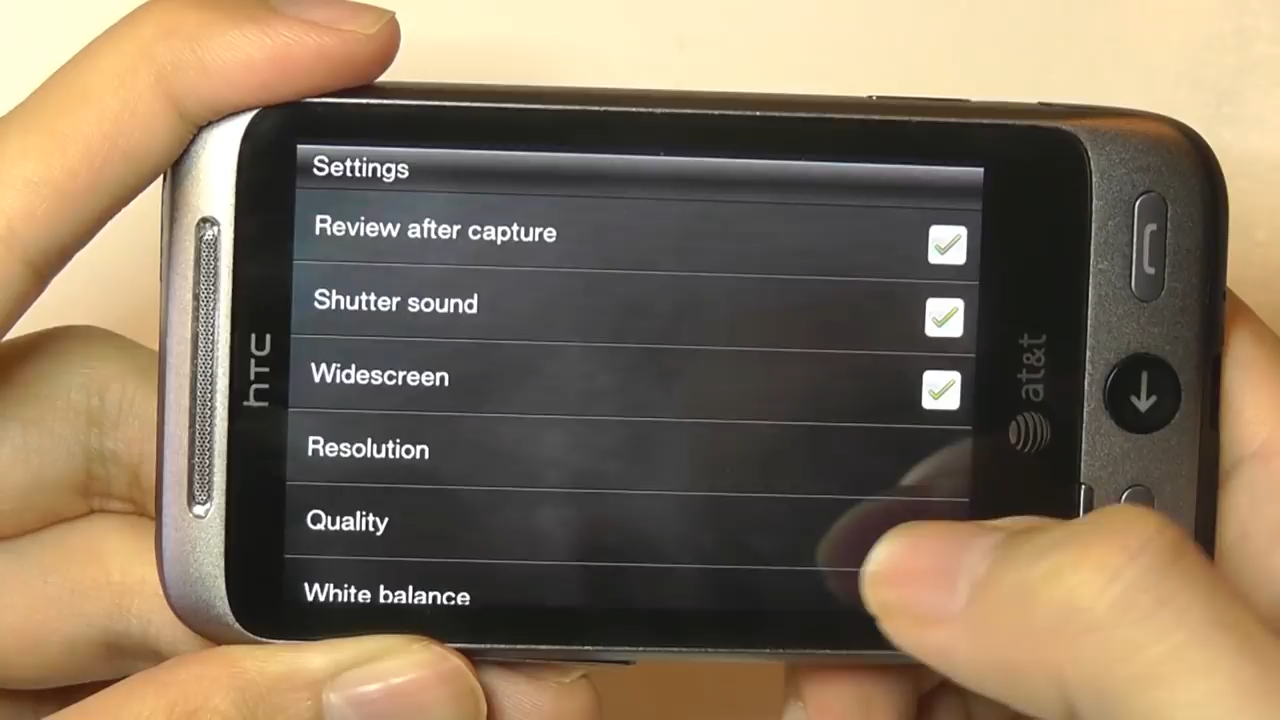 Settings
Review after capture
Shutter sound
Widescreen
Resolution
Quality
White balance
hTC
at&t